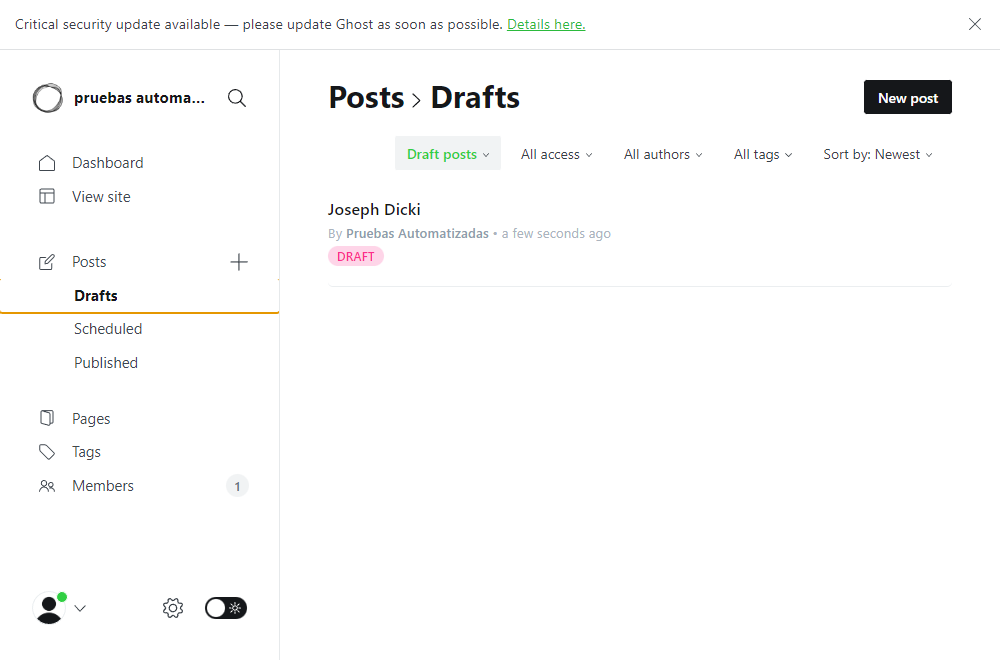 Critical security update available — please update Ghost as soon as possible. Details here.
pruebas automa...
Dashboard
View site
Posts
Drafts
Scheduled
Published
Pages
Tags
Members 1
Posts > Drafts
New post
Draft posts All access All authors All tags Sort by: Newest
Joseph Dicki
By Pruebas Automatizadas • a few seconds ago
DRAFT